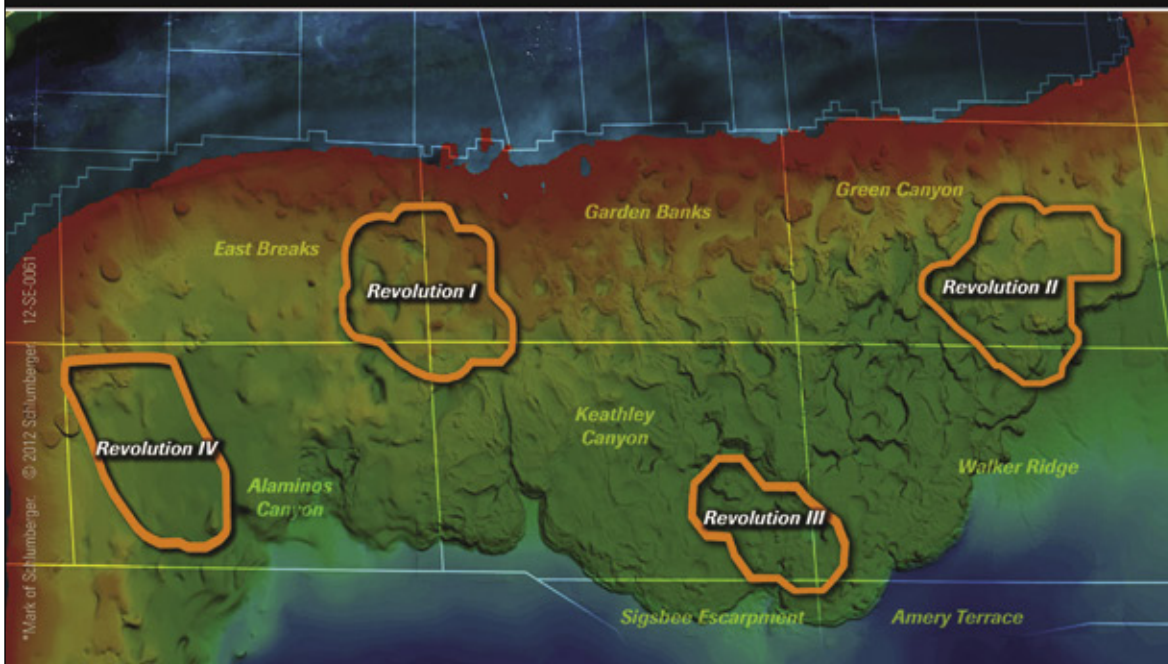 Green Canyon
Garden Banks
East Breaks
Revolution I
Revolution II
Keathley
Canyon
Revolution IV
Walker Ridge
Alaminos
Canyon
Revolution III
Sigsbee Escarpment
Amery Terrace
*Mark of Schlumberger. © 2012 Schlumberger. 12-SE-0061